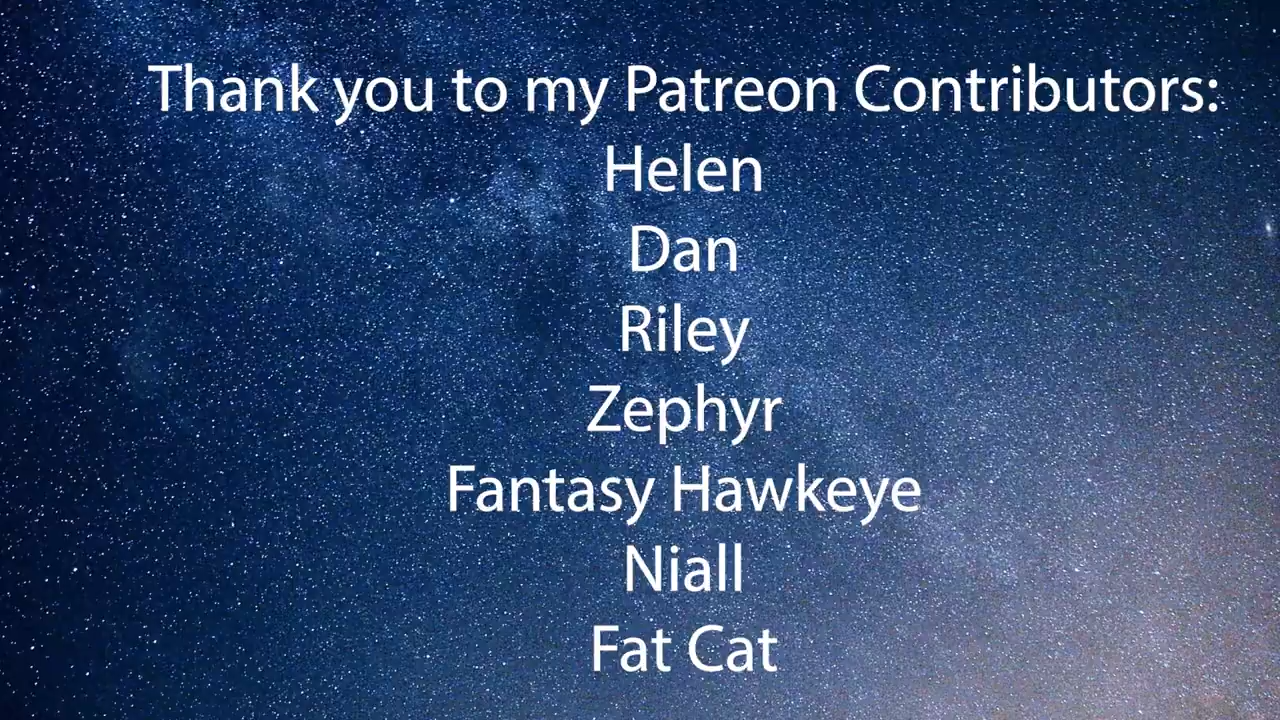 Thank you to my Patreon Contributors:
Helen
Dan
Riley
Zephyr
Fantasy Hawkeye
Niall
Fat Cat